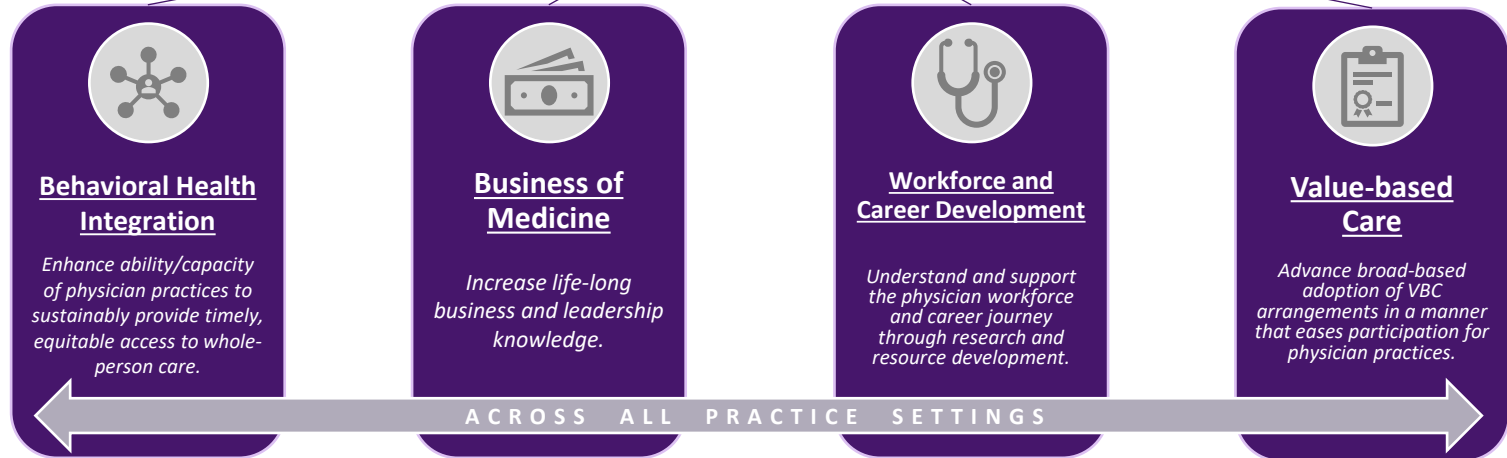 Behavioral Health
Integration
Enhance ability/capacity
of physician practices to
sustainably provide timely,
equitable access to whole-
person care.
Business of
Medicine
Increase life-long
business and leadership
knowledge.
Workforce and
Career Development
Understand and support
the physician workforce
and career journey
through research and
resource development.
Value-based
Care
Advance broad-based
adoption of VBC
arrangements in a manner
that eases participation for
physician practices.
ACROSS ALL PRACTICE SETTINGS